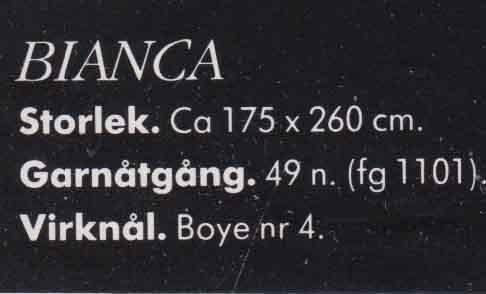 BIANCA
Storlek. Ca 175 x 260 cm.
Garnåtgång. 49 n. (fg 1101).
Virknål. Boye nr 4.